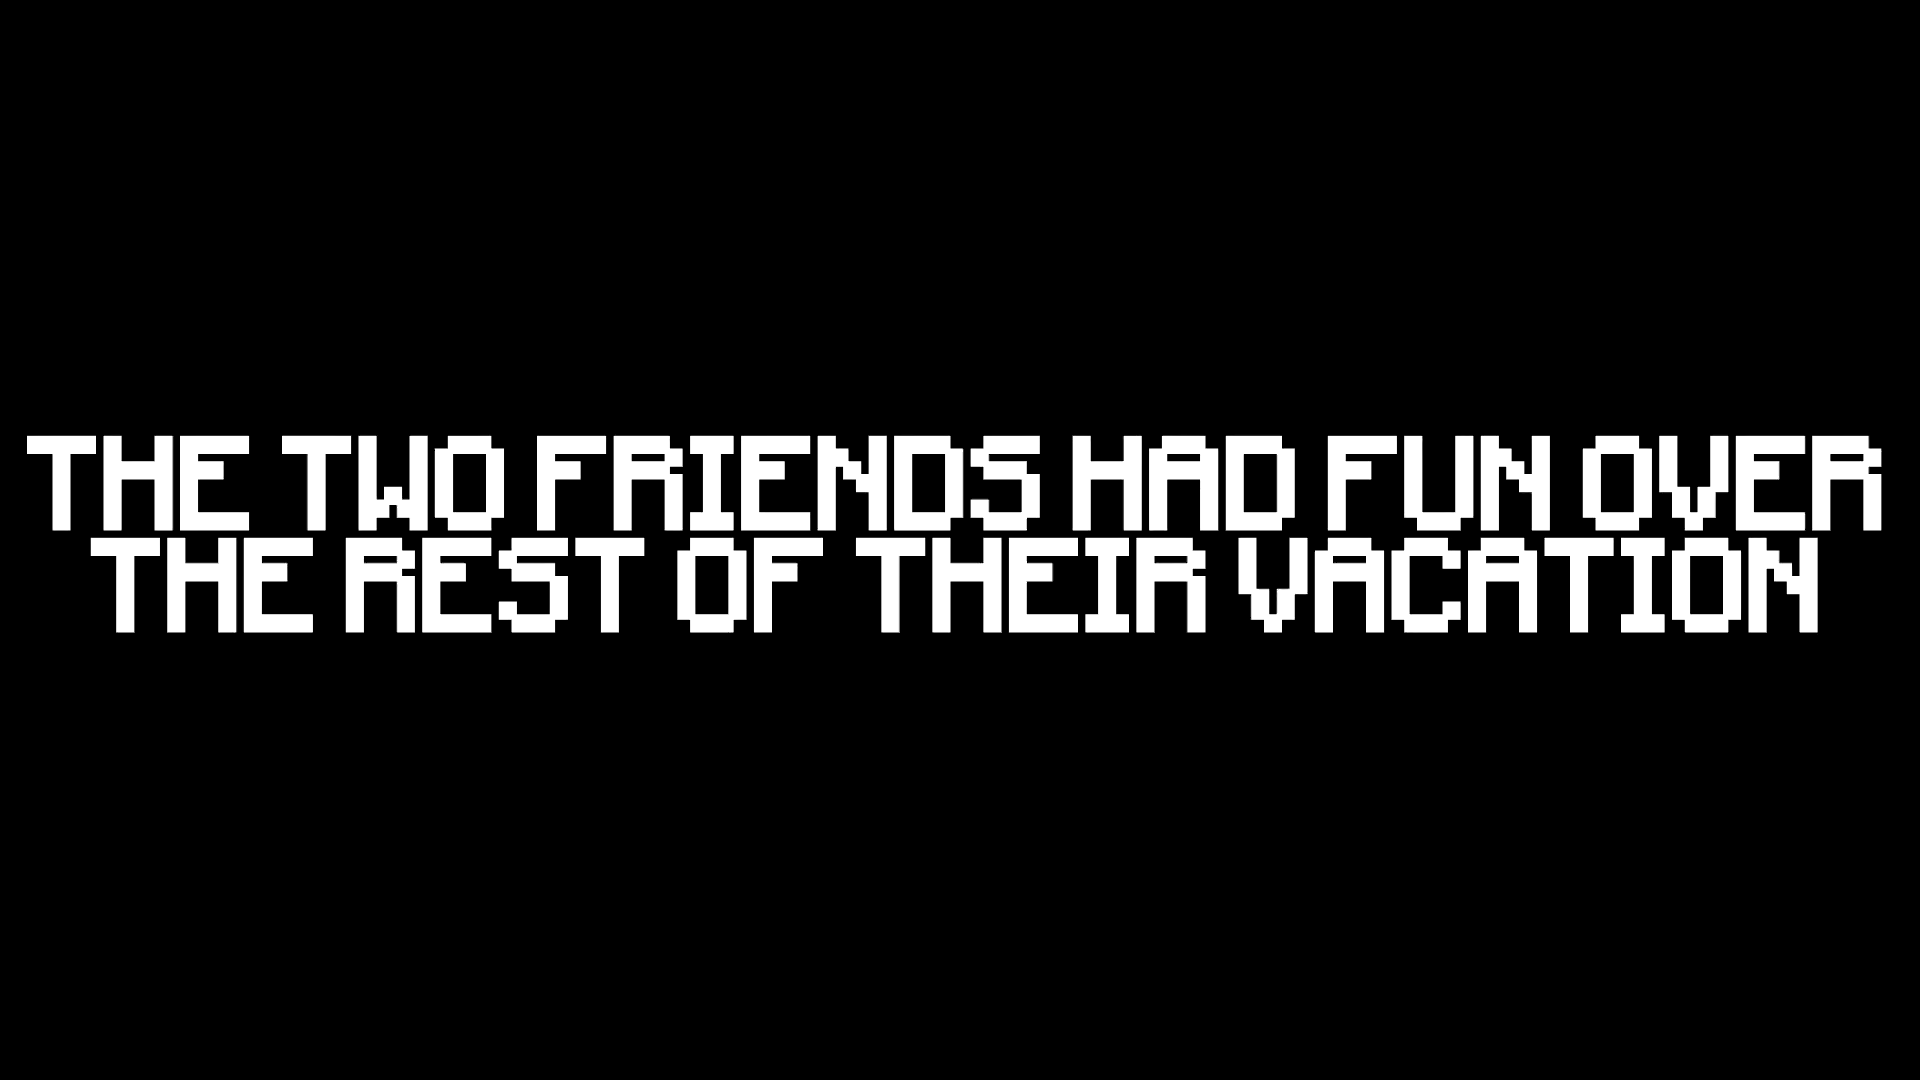 THE TWO FRIENDS HAD FUN OVER
THE REST OF THEIR VACATION